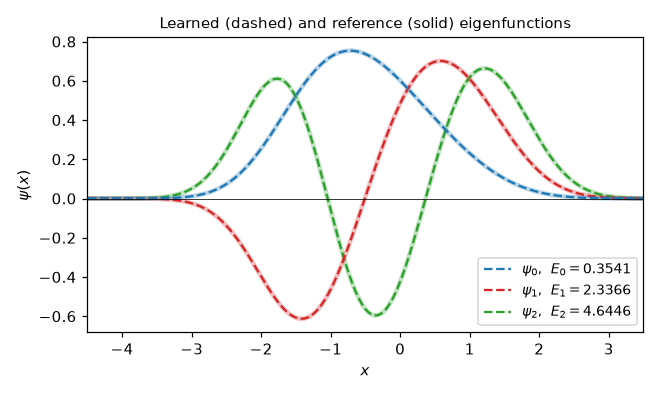 Learned (dashed) and reference (solid) eigenfunctions
0.8
0.6
0.4
0.2
0.0
−0.2
−0.4
−0.6
ψ(x)
ψ₀, E₀ = 0.3541
ψ₁, E₁ = 2.3366
ψ₂, E₂ = 4.6446
−4 −3 −2 −1 0 1 2 3
x